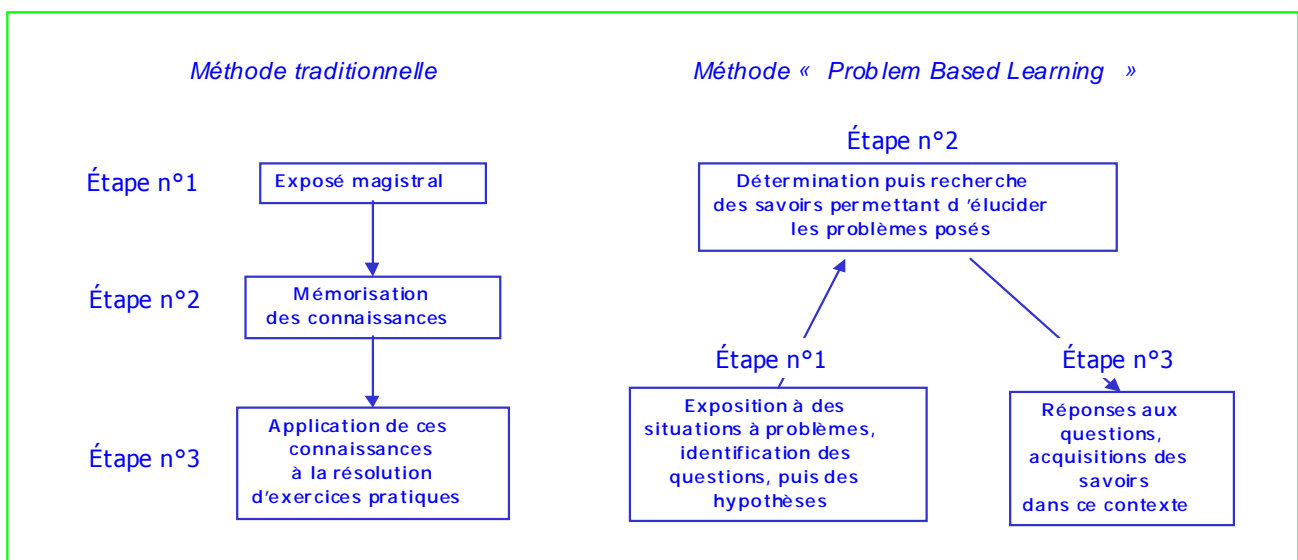 Méthode traditionnelle
Étape n°1
Exposé magistral
Étape n°2
Mémorisation
des connaissances
Étape n°3
Application de ces
connaissances
à la résolution
d'exercices pratiques
Méthode « Problem Based Learning »
Étape n°2
Détermination puis recherche
des savoirs permettant d 'élucider
les problèmes posés
Étape n°1
Exposition à des
situations à problèmes,
identification des
questions, puis des
hypothèses
Étape n°3
Réponses aux
questions,
acquisitions des
savoirs
dans ce contexte